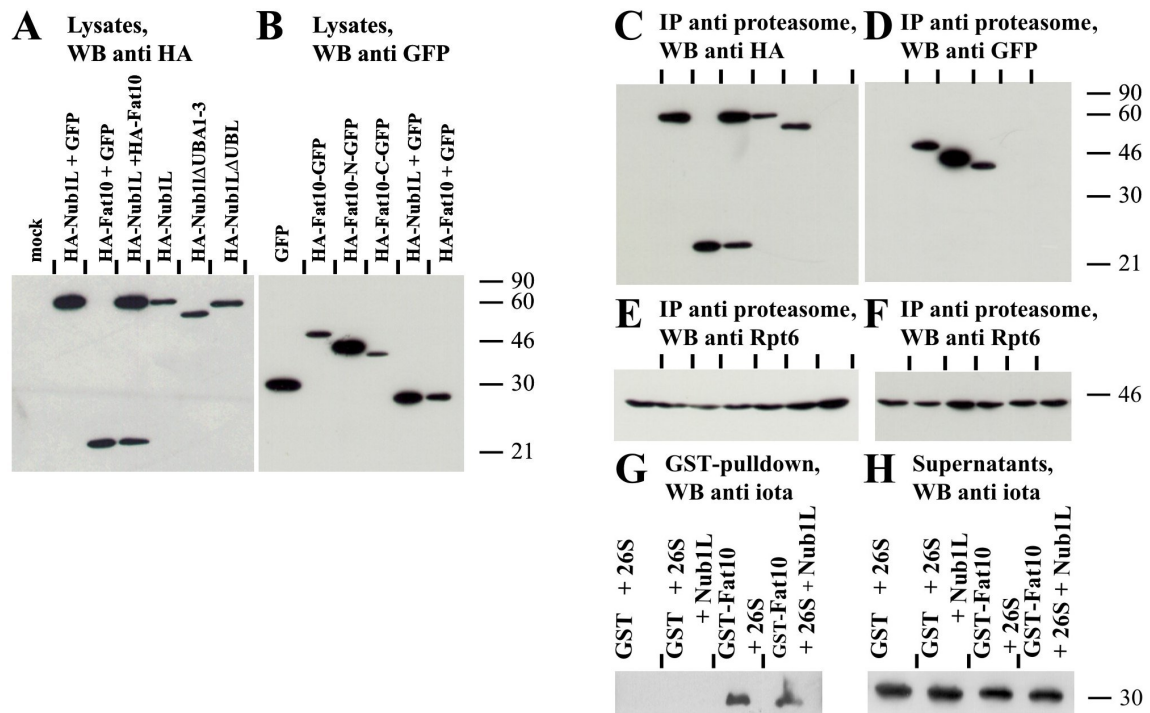 A Lysates,
WB anti HA
mock
HA-Nub1L + GFP
HA-Fat10 + GFP
HA-Nub1L +HA-Fat10
HA-Nub1L
HA-Nub1lΔUBA1-3
HA-Nub1LΔUBL
B Lysates,
WB anti GFP
GFP
HA-Fat10-GFP
HA-Fat10-N-GFP
HA-Fat10-C-GFP
HA-Nub1L + GFP
HA-Fat10 + GFP
90
60
46
30
21
C IP anti proteasome,
WB anti HA
D IP anti proteasome,
WB anti GFP
90
60
46
30
21
E IP anti proteasome,
WB anti Rpt6
F IP anti proteasome,
WB anti Rpt6
46
G GST-pulldown,
WB anti iota
GST + 26S
GST + 26S
+ Nub1L
GST-Fat10
+ 26S
GST-Fat10
+ 26S + Nub1L
H Supernatants,
WB anti iota
GST + 26S
GST + 26S
+ Nub1L
GST-Fat10
+ 26S
GST-Fat10
+ 26S + Nub1L
30